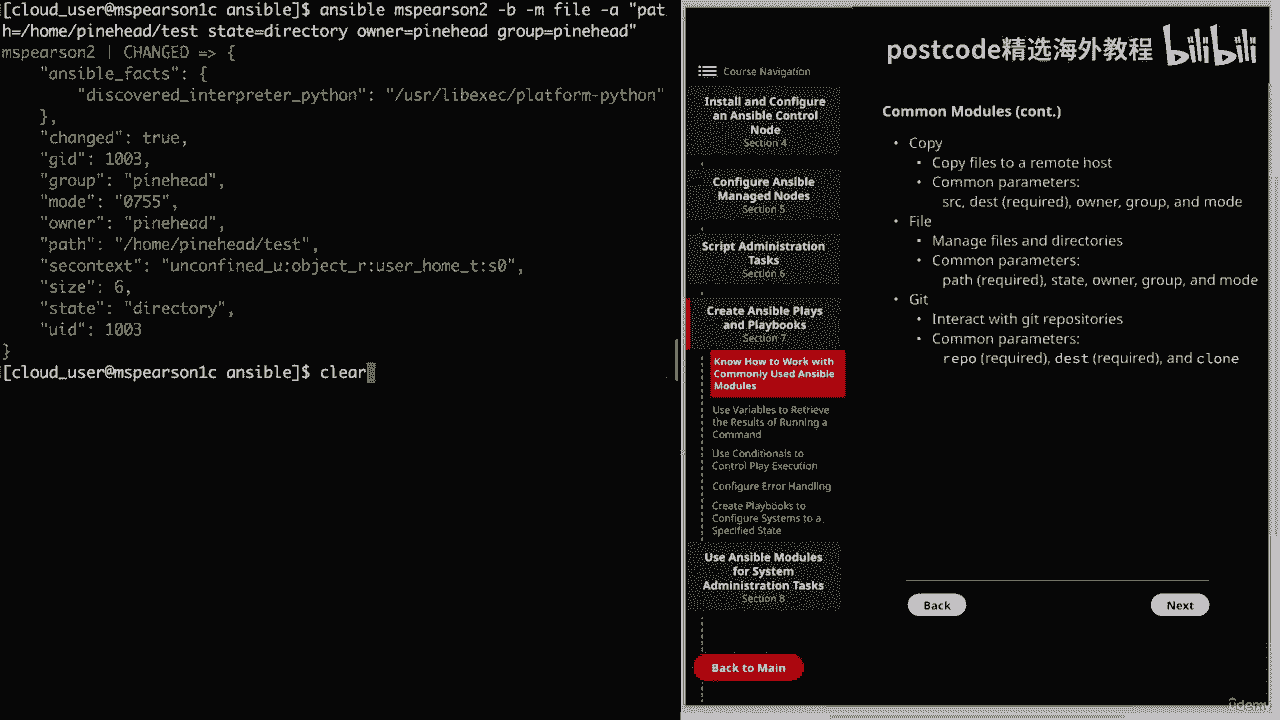 [cloud_user@mspearson1c ansible]$ ansible mspearson2 -b -m file -a "pat
h=/home/pinehead/test state=directory owner=pinehead group=pinehead"
mspearson2 | CHANGED => {
    "ansible_facts": {
        "discovered_interpreter_python": "/usr/libexec/platform-python"
    },
    "changed": true,
    "gid": 1003,
    "group": "pinehead",
    "mode": "0755",
    "owner": "pinehead",
    "path": "/home/pinehead/test",
    "secontext": "unconfined_u:object_r:user_home_t:s0",
    "size": 6,
    "state": "directory",
    "uid": 1003
}
[cloud_user@mspearson1c ansible]$ clear
postcode精选海外教程 bilibili
Course Navigation
Install and Configure
an Ansible Control
Node
Section 4
Configure Ansible
Managed Nodes
Section 5
Script Administration
Tasks
Section 6
Create Ansible Plays
and Playbooks
Section 7
Know How to Work with
Commonly Used Ansible
Modules
Use Variables to Retrieve
the Results of Running a
Command
Use Conditionals to
Control Play Execution
Configure Error Handling
Create Playbooks to
Configure Systems to a
Specified State
Use Ansible Modules
for System
Administration Tasks
Section 8
Back to Main
Common Modules (cont.)
• Copy
• Copy files to a remote host
• Common parameters:
src, dest (required), owner, group, and mode
• File
• Manage files and directories
• Common parameters:
path (required), state, owner, group, and mode
• Git
• Interact with git repositories
• Common parameters:
repo (required), dest (required), and clone
Back
Next
ûdemy